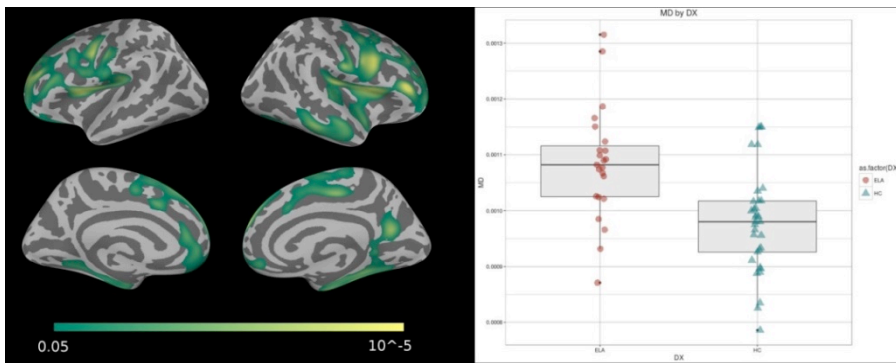 0.05
10^-5
MD by DX
0.0013
0.0012
0.0011
0.0010
0.0009
0.0008
MD
ELA
HC
DX
as.factor(DX
ELA
HC